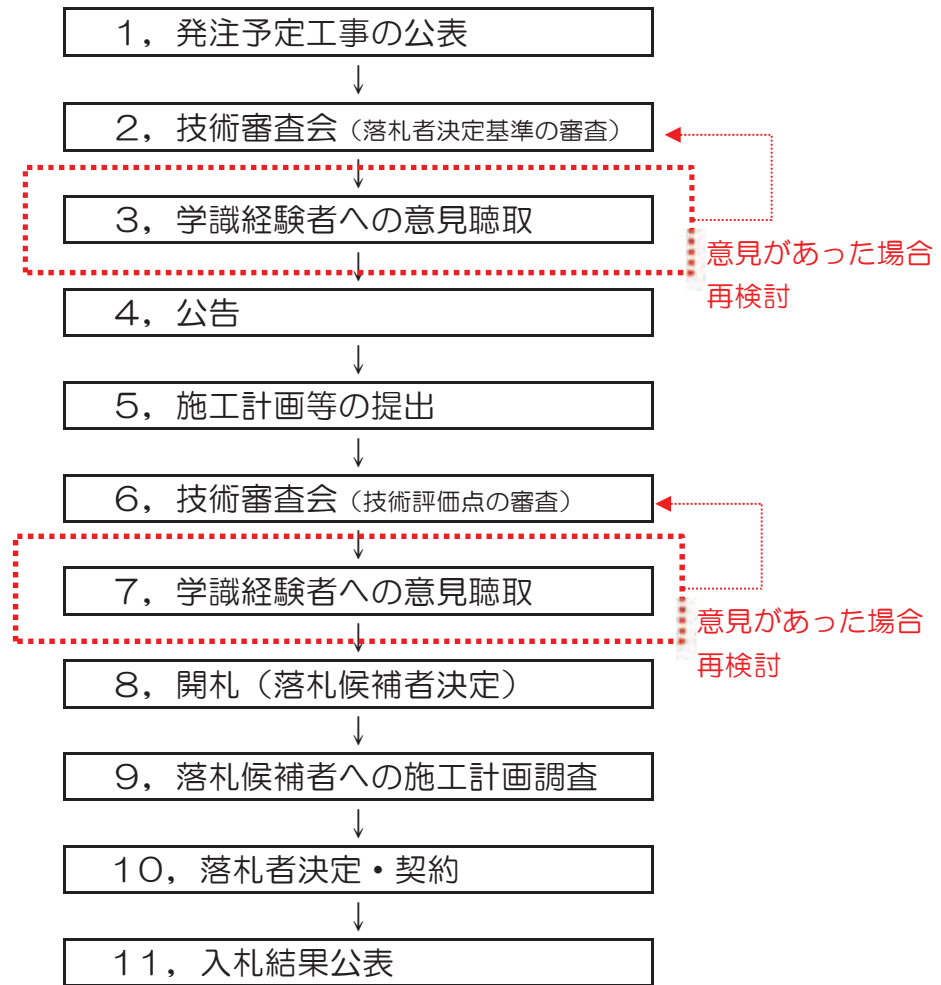 １，発注予定工事の公表
↓
２，技術審査会（落札者決定基準の審査）
↓
３，学識経験者への意見聴取
意見があった場合
再検討
↓
４，公告
↓
５，施工計画等の提出
↓
６，技術審査会（技術評価点の審査）
↓
７，学識経験者への意見聴取
意見があった場合
再検討
↓
８，開札（落札候補者決定）
↓
９，落札候補者への施工計画調査
↓
１０，落札者決定・契約
↓
１１，入札結果公表